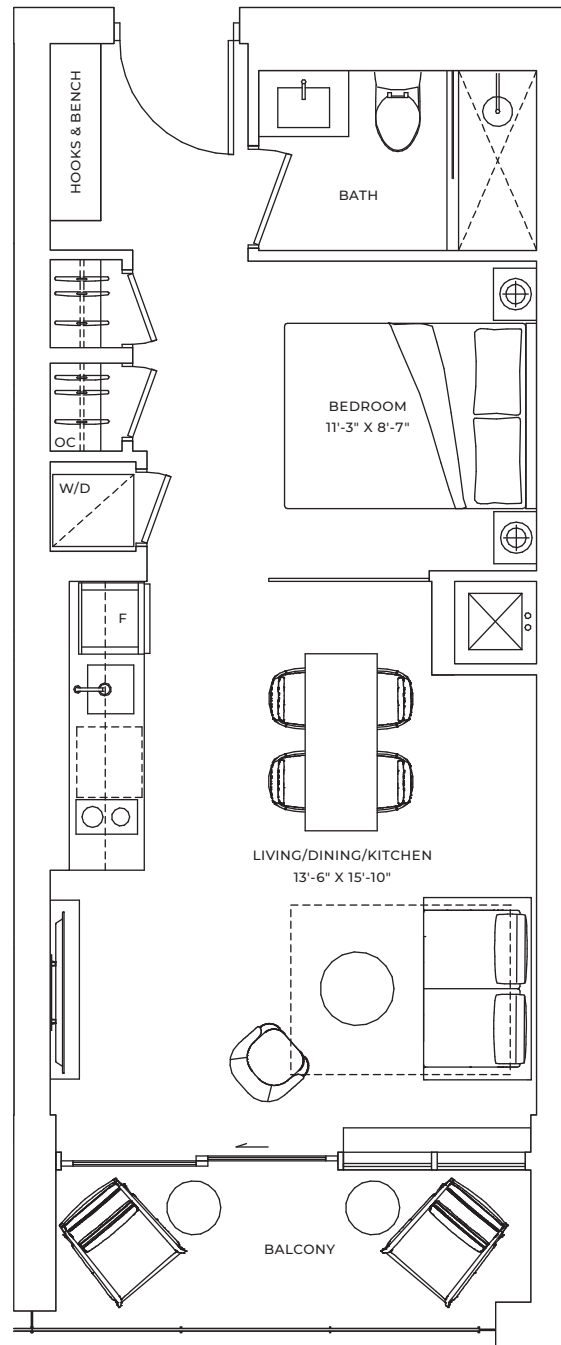 HOOKS & BENCH
BATH
BEDROOM
11'-3" X 8'-7"
OC
W/D
F
LIVING/DINING/KITCHEN
13'-6" X 15'-10"
BALCONY